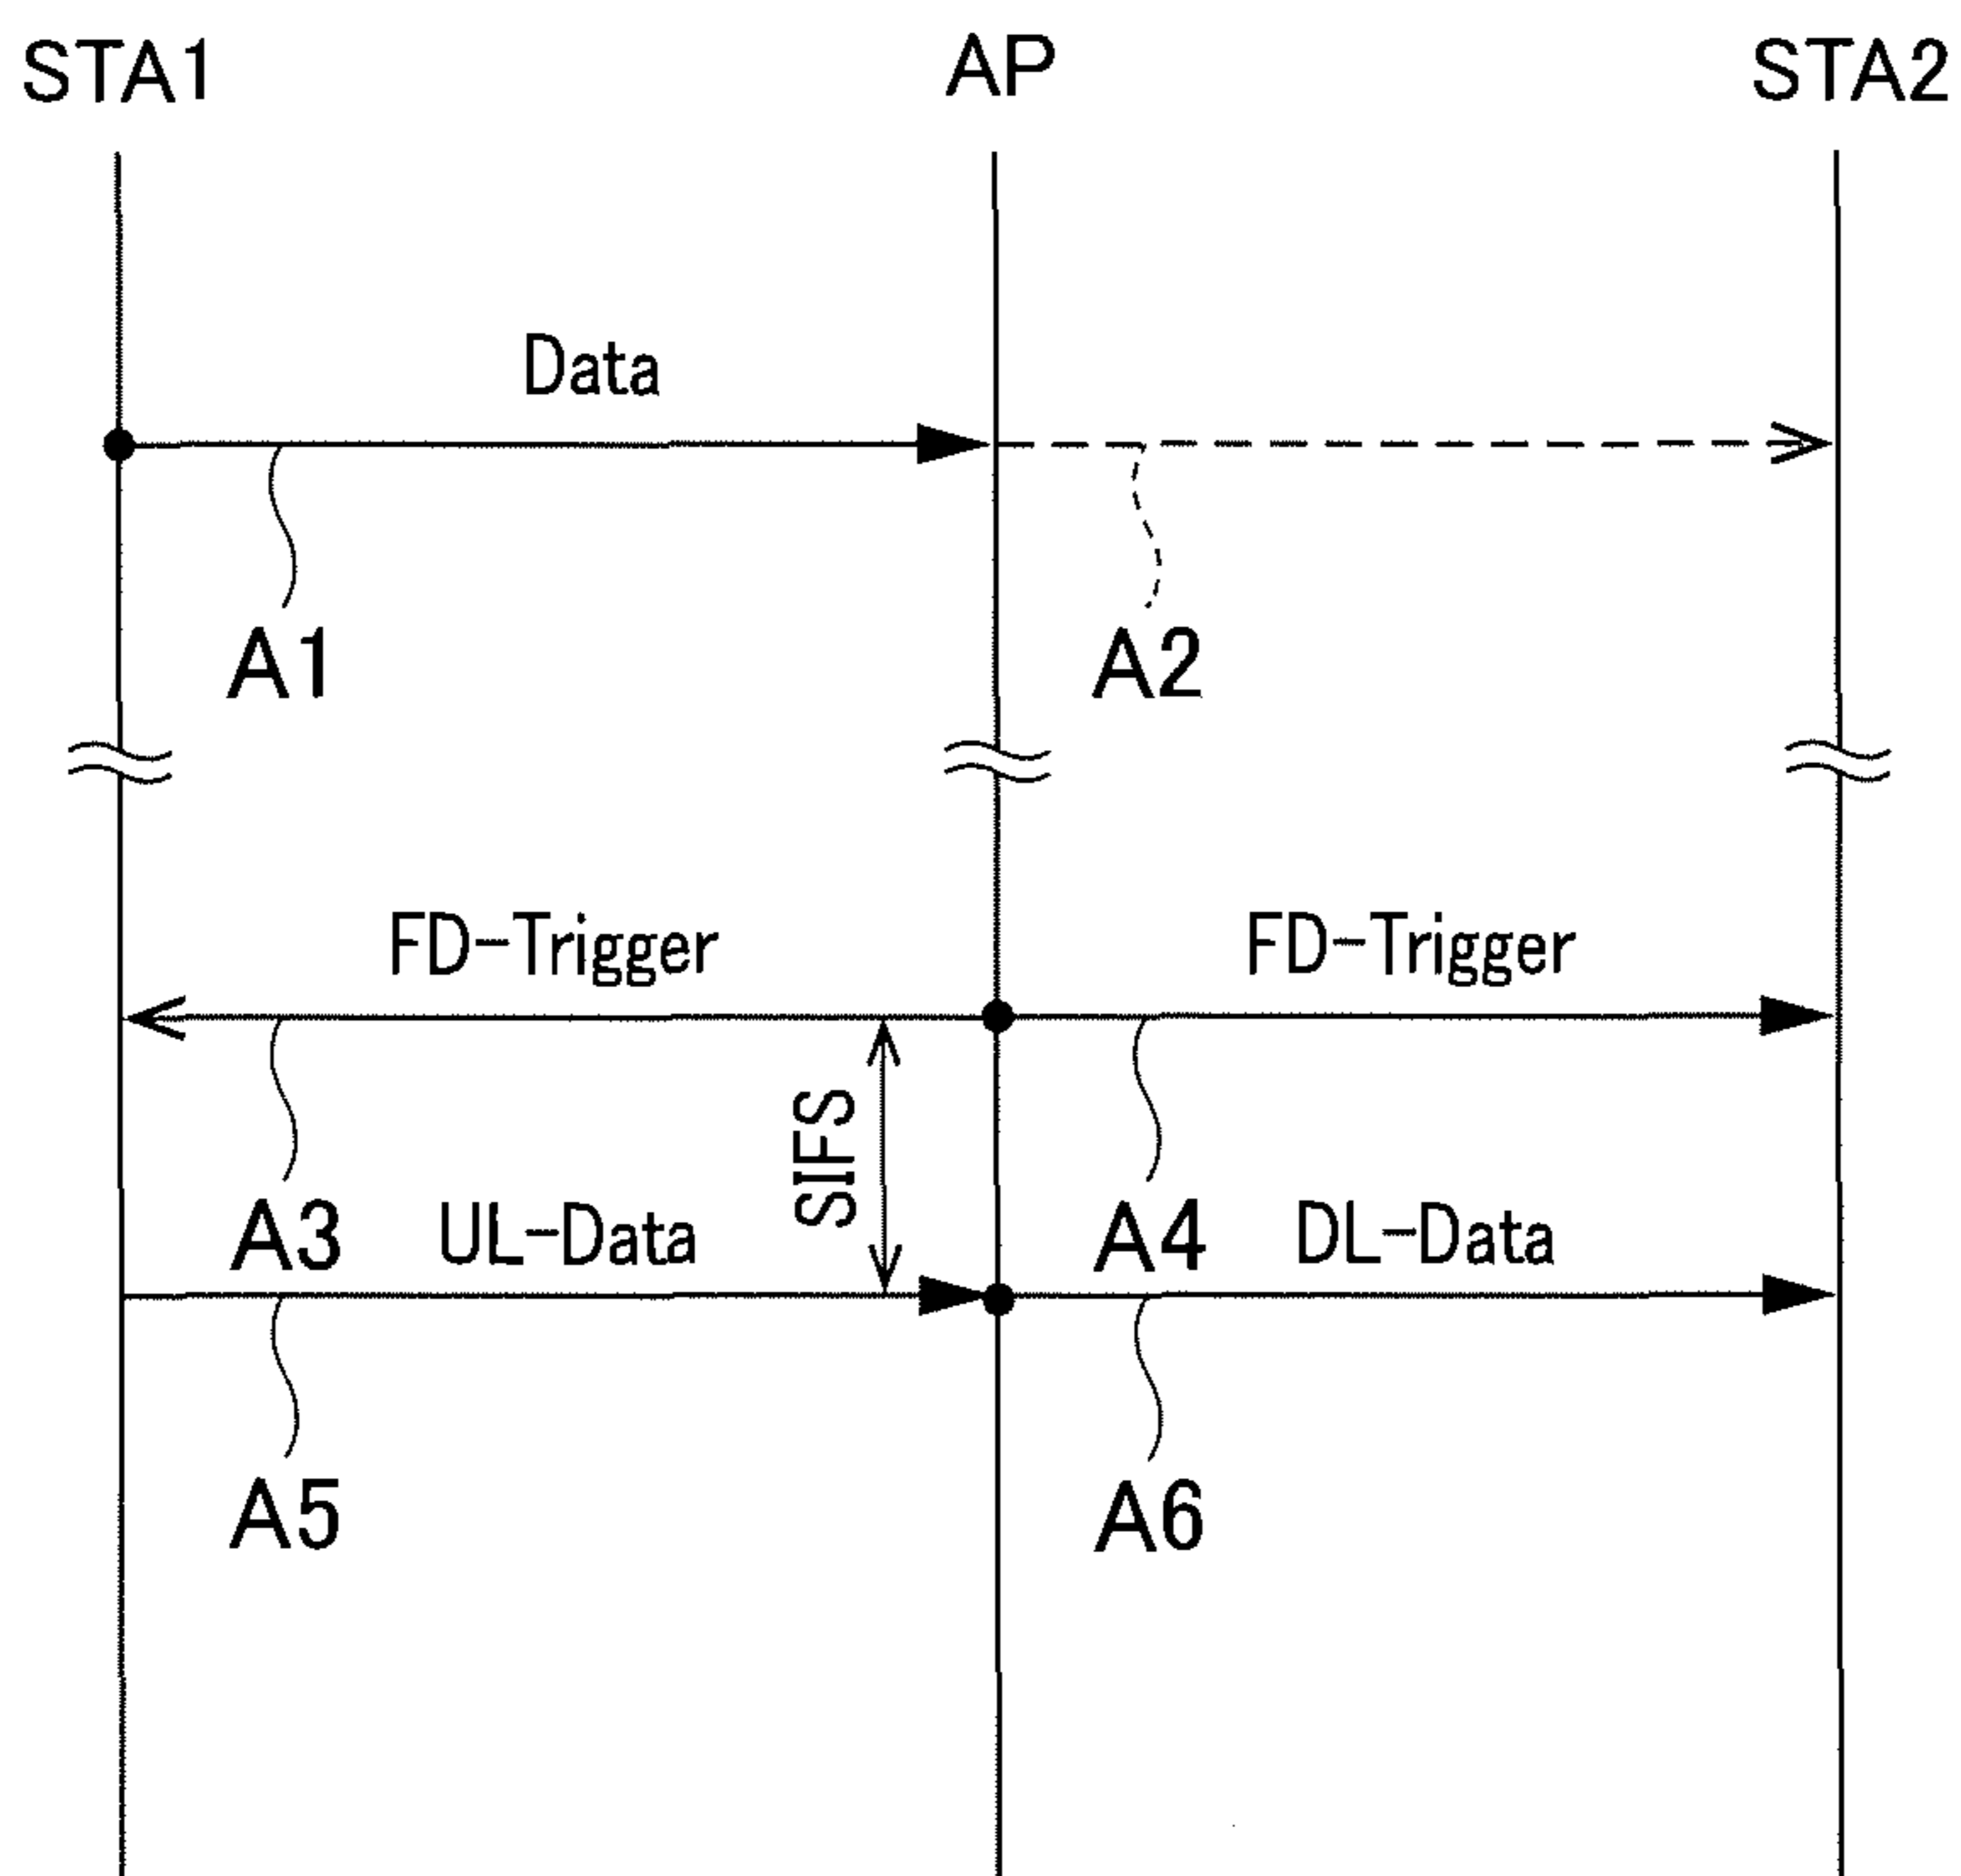 STA1 AP STA2
Data
A1 A2
FD-Trigger FD-Trigger
SIFS
A3 UL-Data A4 DL-Data
A5 A6